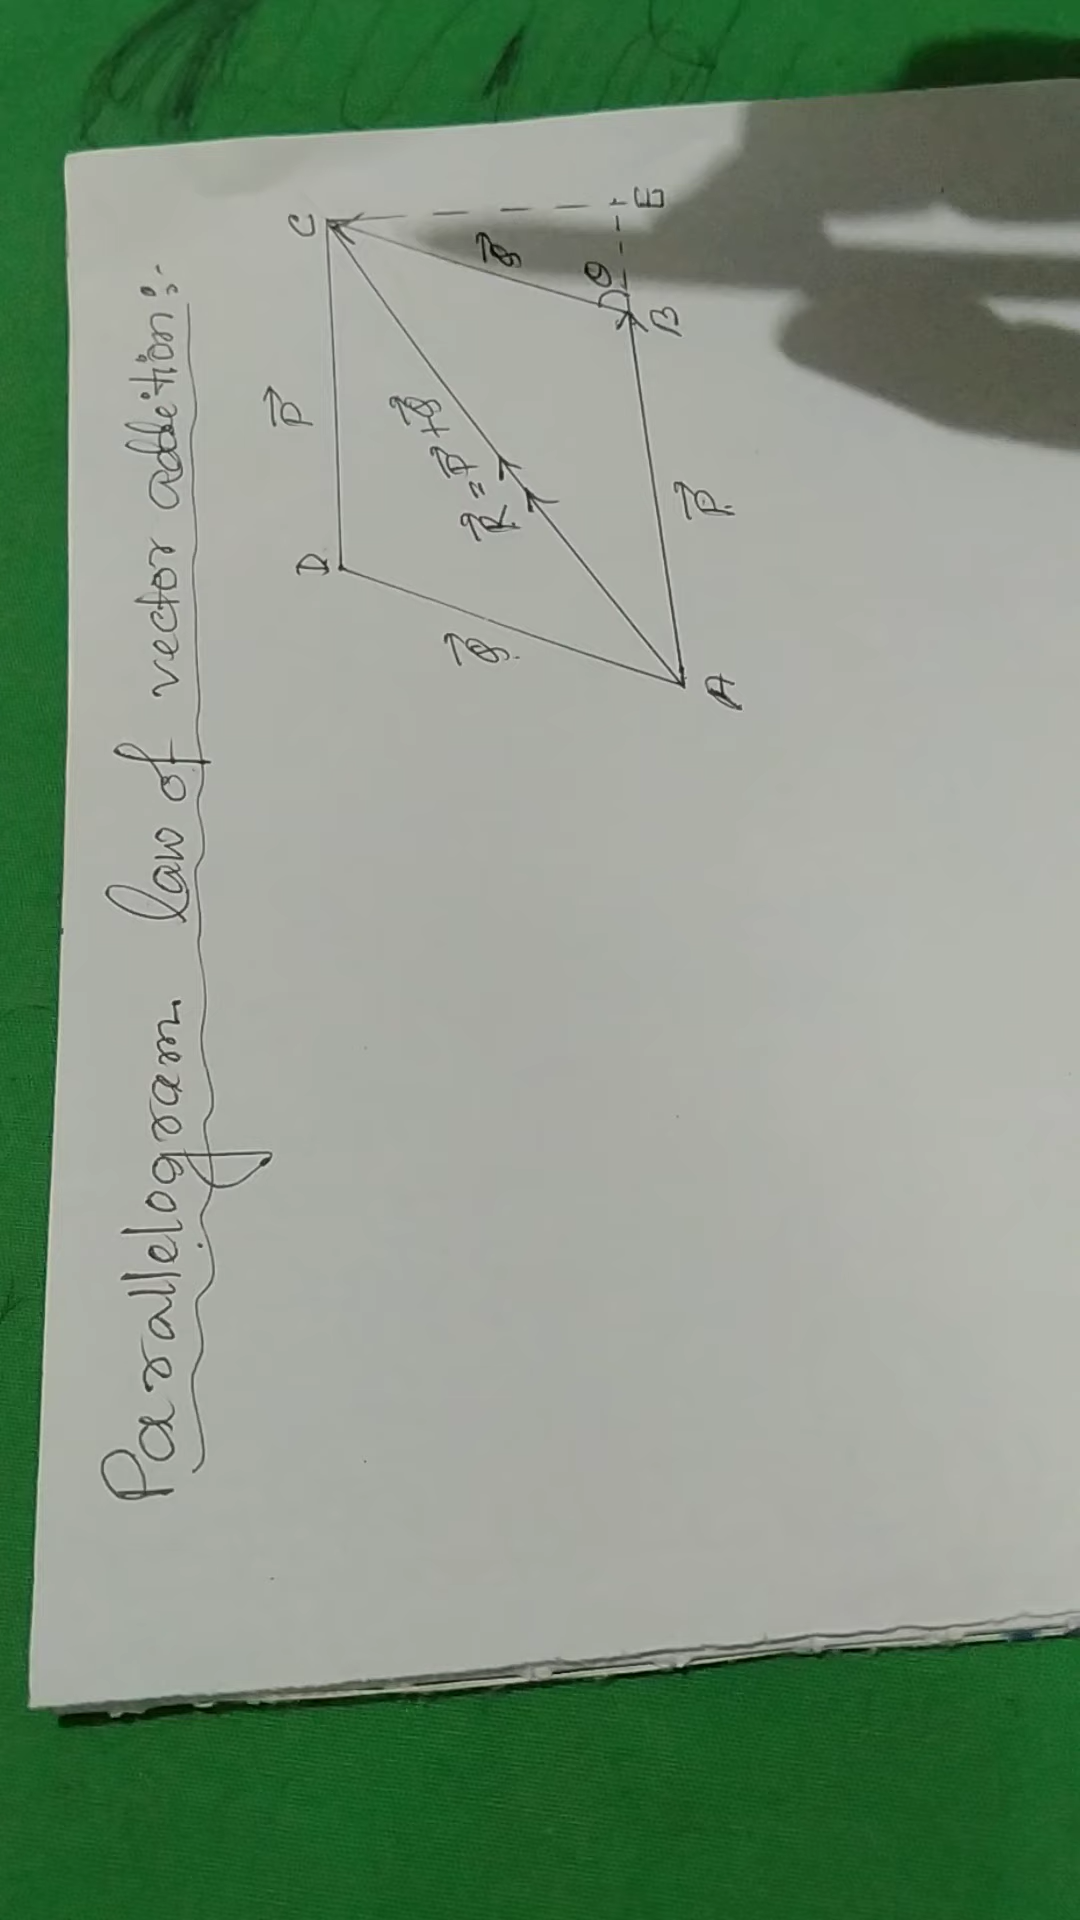 Parallelogram law of vector addition:-
D
P⃗
C
Q⃗
R⃗ = P⃗ + Q⃗
Q⃗
θ
A
P⃗
B
E